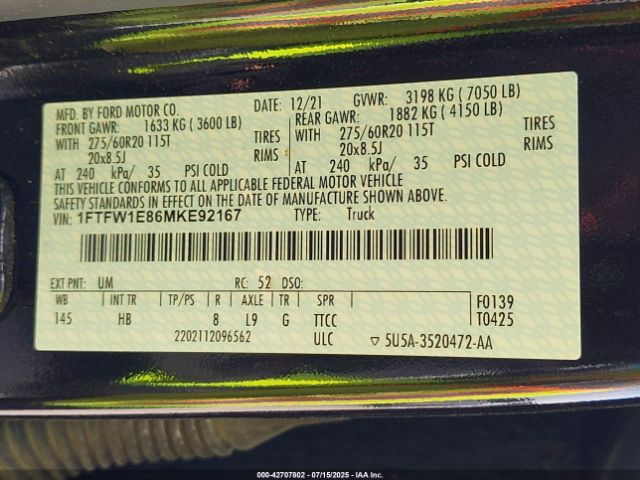 MFD. BY FORD MOTOR CO. DATE: 12/21 GVWR: 3198 KG ( 7050 LB)
FRONT GAWR: 1633 KG ( 3600 LB) REAR GAWR: 1882 KG ( 4150 LB)
WITH 275/60R20 115T TIRES WITH 275/60R20 115T TIRES
20x8.5J RIMS 20x8.5J RIMS
AT 240 kPa/ 35 PSI COLD AT 240 kPa/ 35 PSI COLD
THIS VEHICLE CONFORMS TO ALL APPLICABLE FEDERAL MOTOR VEHICLE
SAFETY STANDARDS IN EFFECT ON THE DATE OF MANUFACTURE SHOWN ABOVE.
VIN: 1FTFW1E86MKE92167 TYPE: Truck
EXT PNT: UM RC: 52 DSO:
WB INT TR TP/PS R AXLE TR SPR F0139
145 HB 8 L9 G TTCC T0425
2202112096562 ULC ▽ 5U5A-3520472-AA
000-42707802 - 07/15/2025 - IAA Inc.